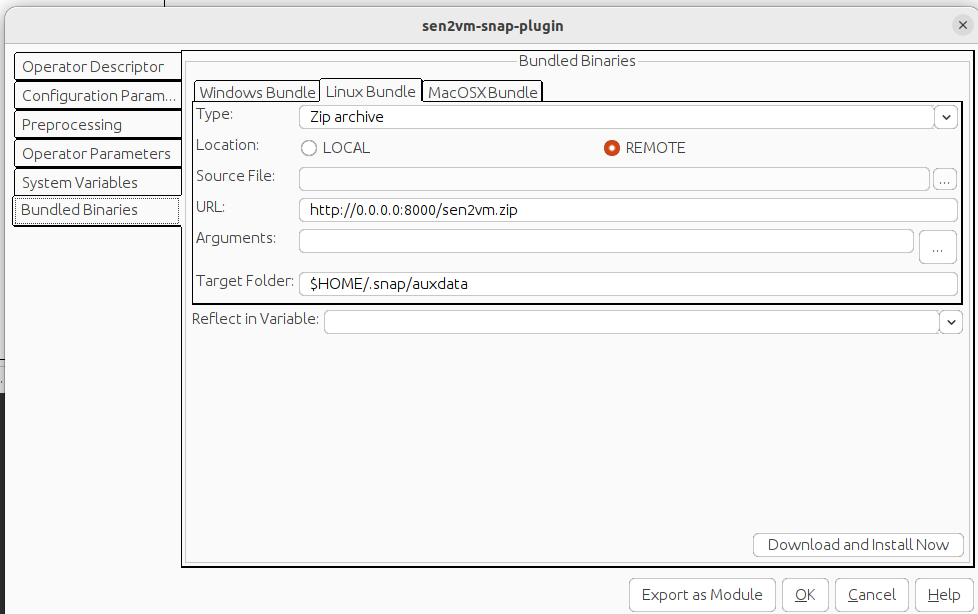 sen2vm-snap-plugin
Operator Descriptor
Configuration Param...
Preprocessing
Operator Parameters
System Variables
Bundled Binaries
Bundled Binaries
Windows Bundle Linux Bundle MacOSXBundle
Type: Zip archive
Location: LOCAL REMOTE
Source File: ...
URL: http://0.0.0.0:8000/sen2vm.zip
Arguments: ...
Target Folder: $HOME/.snap/auxdata
Reflect in Variable:
Download and Install Now
Export as Module OK Cancel Help